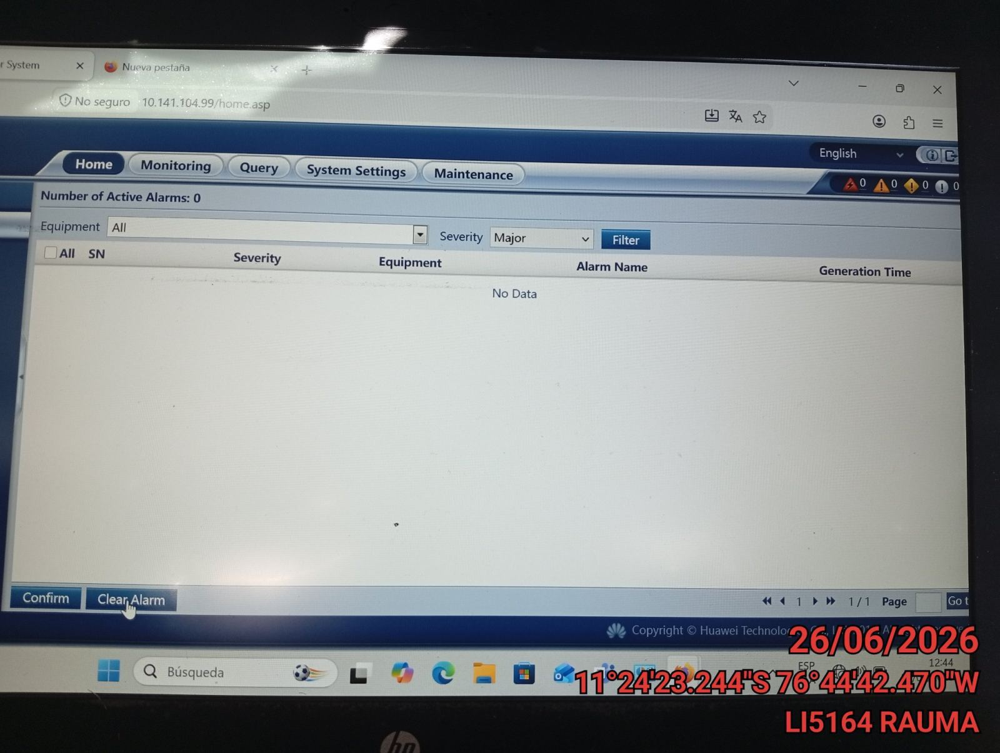 r System
Nueva pestaña
No seguro 10.141.104.99/home.asp
English
Home Monitoring Query System Settings Maintenance
0 0 0 0
Number of Active Alarms: 0
Equipment All Severity Major Filter
All SN Severity Equipment Alarm Name Generation Time
No Data
Confirm Clear Alarm
1 1 / 1 Page Go t
Copyright © Huawei Technolo
26/06/2026
Búsqueda
ESP
12:44
11°24'23.244"S 76°44'42.470"W
LI5164 RAUMA
hp